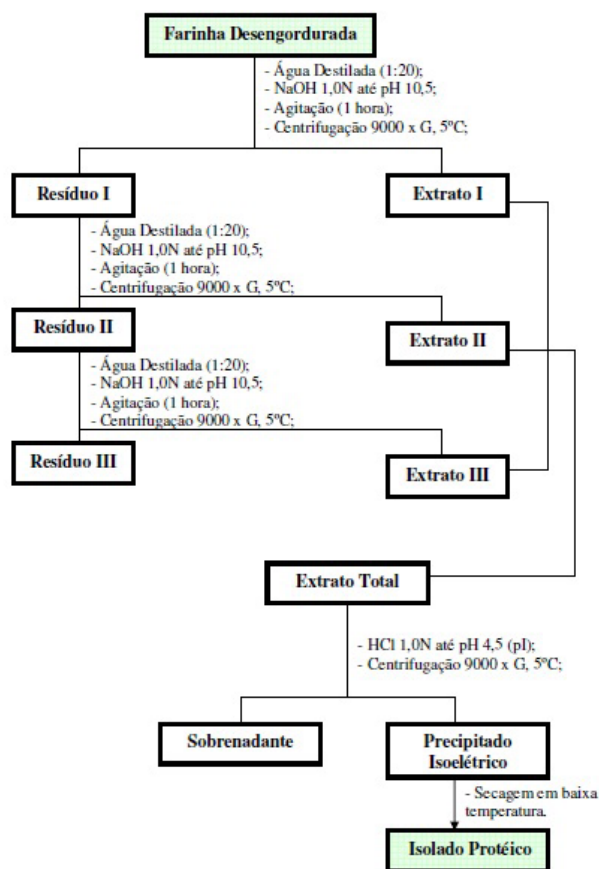 Farinha Desengordurada
- Água Destilada (1:20);
- NaOH 1,0N até pH 10,5;
- Agitação (1 hora);
- Centrifugação 9000 x G, 5ºC;
Resíduo I
Extrato I
- Água Destilada (1:20);
- NaOH 1,0N até pH 10,5;
- Agitação (1 hora);
- Centrifugação 9000 x G, 5ºC;
Resíduo II
Extrato II
- Água Destilada (1:20);
- NaOH 1,0N até pH 10,5;
- Agitação (1 hora);
- Centrifugação 9000 x G, 5ºC;
Resíduo III
Extrato III
Extrato Total
- HCl 1,0N até pH 4,5 (pI);
- Centrifugação 9000 x G, 5ºC;
Sobrenadante
Precipitado
Isoelétrico
- Secagem em baixa
temperatura.
Isolado Protéico